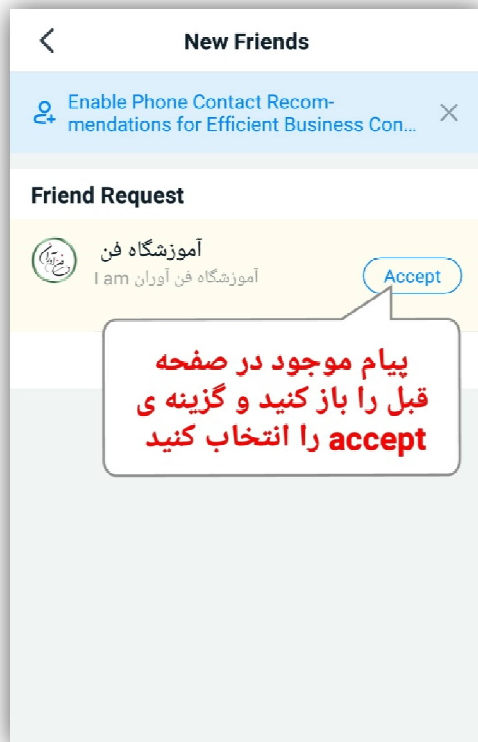 New Friends
Enable Phone Contact Recom-
mendations for Efficient Business Con...
Friend Request
آموزشگاه فن
I am آموزشگاه فن آوران
Accept
پیام موجود در صفحه
قبل را باز کنید و گزینه ی
accept را انتخاب کنید